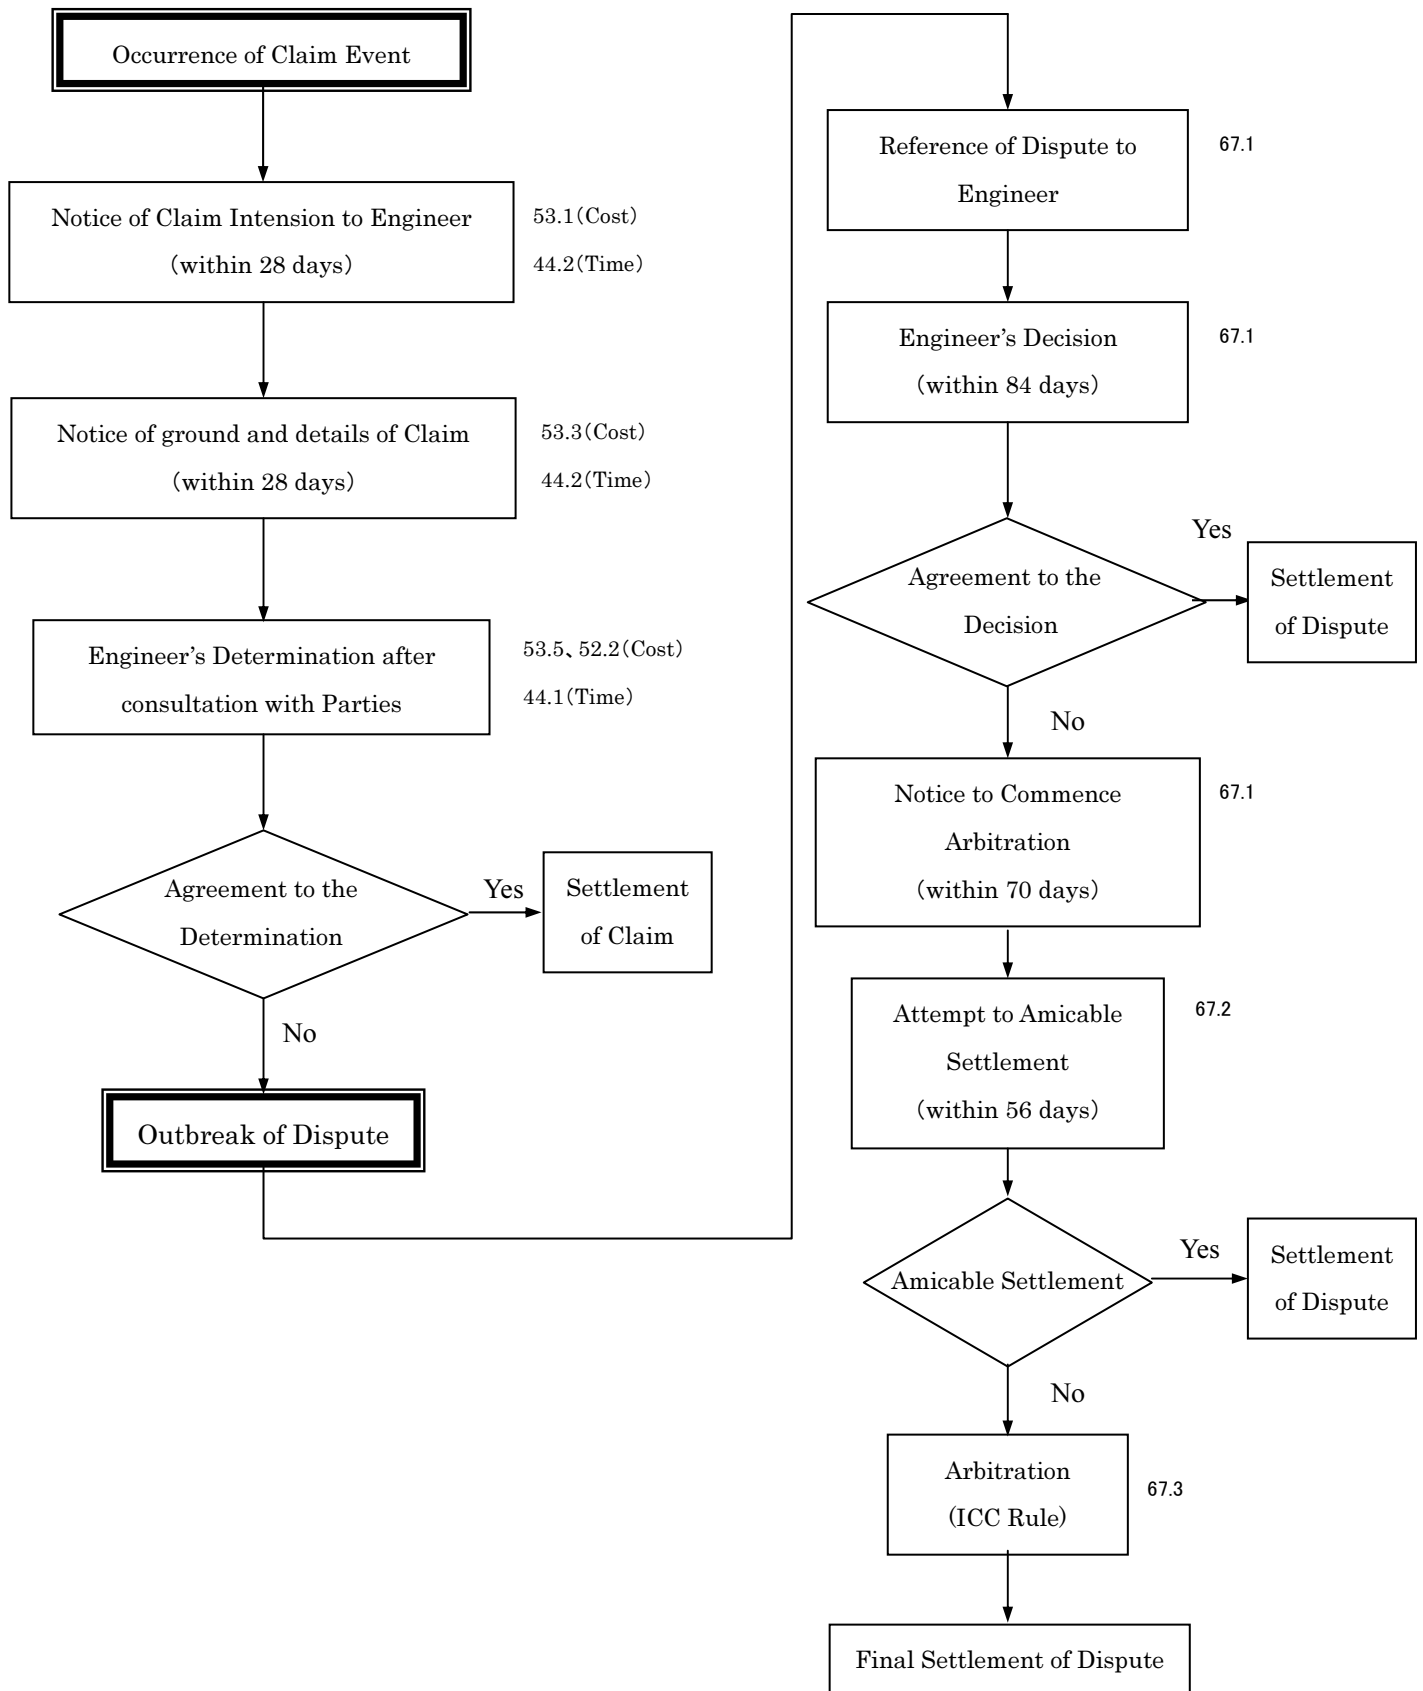 Occurrence of Claim Event
Notice of Claim Intension to Engineer
(within 28 days)
53.1(Cost)
44.2(Time)
Notice of ground and details of Claim
(within 28 days)
53.3(Cost)
44.2(Time)
Engineer's Determination after
consultation with Parties
53.5、52.2(Cost)
44.1(Time)
Agreement to the
Determination
Yes
Settlement
of Claim
No
Outbreak of Dispute
Reference of Dispute to
Engineer
67.1
Engineer's Decision
(within 84 days)
67.1
Agreement to the
Decision
Yes
Settlement
of Dispute
No
Notice to Commence
Arbitration
(within 70 days)
67.1
Attempt to Amicable
Settlement
(within 56 days)
67.2
Amicable Settlement
Yes
Settlement
of Dispute
No
Arbitration
(ICC Rule)
67.3
Final Settlement of Dispute